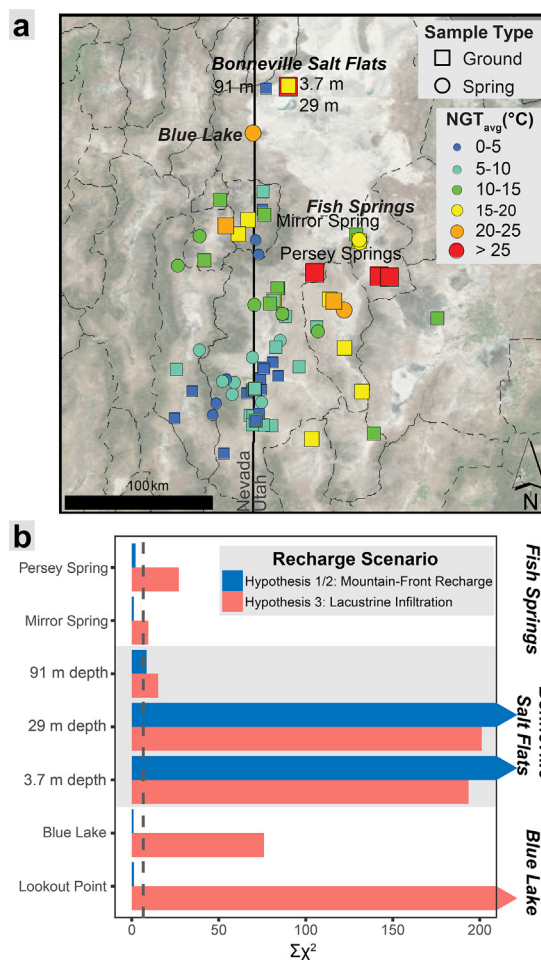 a
Bonneville Salt Flats
91 m
3.7 m
29 m
Blue Lake
Fish Springs
Mirror Spring
Persey Springs
Sample Type
Ground
Spring
NGTavg(°C)
0-5
5-10
10-15
15-20
20-25
> 25
100km
Nevada
Utah
N
b
Recharge Scenario
Hypothesis 1/2: Mountain-Front Recharge
Hypothesis 3: Lacustrine Infiltration
Persey Spring
Mirror Spring
91 m depth
29 m depth
3.7 m depth
Blue Lake
Lookout Point
Fish Springs
Salt Flats
Blue Lake
0
50
100
150
200
Σχ²